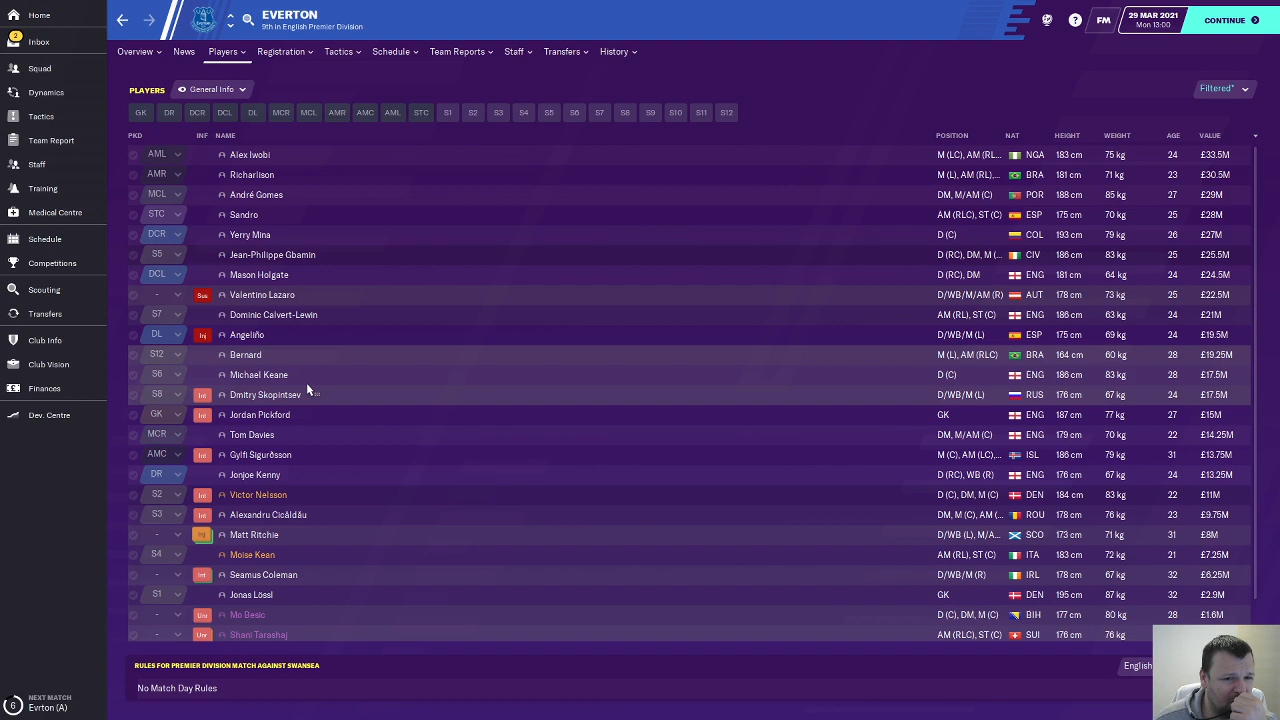 EVERTON
9th in English Premier Division
FM
29 MAR 2021
Mon 13:00
CONTINUE
2
Inbox
Squad
Dynamics
Tactics
Team Report
Staff
Training
Medical Centre
Schedule
Competitions
Scouting
Transfers
Club Info
Club Vision
Finances
Dev. Centre
6
NEXT MATCH
Evrton (A)
Overview News Players Registration Tactics Schedule Team Reports Staff Transfers History
PLAYERS General Info Filtered*
GK DR DCR DCL DL MCR MCL AMR AMC AML STC S1 S2 S3 S4 S5 S6 S7 S8 S9 S10 S11 S12
PKD INF NAME POSITION NAT HEIGHT WEIGHT AGE VALUE
AML Alex Iwobi M (LC), AM (RL... NGA 183 cm 75 kg 24 £33.5M
AMR Richarlison M (L), AM (RL),... BRA 181 cm 71 kg 23 £30.5M
MCL André Gomes DM, M/AM (C) POR 188 cm 85 kg 27 £29M
STC Sandro AM (RLC), ST (C) ESP 175 cm 70 kg 25 £28M
DCR Yerry Mina D (C) COL 193 cm 79 kg 26 £27M
S5 Jean-Philippe Gbamin D (RC), DM, M (... CIV 186 cm 83 kg 25 £25.5M
DCL Mason Holgate D (RC), DM ENG 181 cm 64 kg 24 £24.5M
- Sus Valentino Lazaro D/WB/M/AM (R) AUT 178 cm 73 kg 25 £22.5M
S7 Dominic Calvert-Lewin AM (RL), ST (C) ENG 186 cm 63 kg 24 £21M
DL Inj Angeliño D/WB/M (L) ESP 175 cm 69 kg 24 £19.5M
S12 Bernard M (L), AM (RLC) BRA 164 cm 60 kg 28 £19.25M
S6 Michael Keane D (C) ENG 186 cm 83 kg 28 £17.5M
S8 Int Dmitry Skopintsev D/WB/M (L) RUS 176 cm 67 kg 24 £17.5M
GK Int Jordan Pickford GK ENG 187 cm 77 kg 27 £15M
MCR Tom Davies DM, M/AM (C) ENG 179 cm 70 kg 22 £14.25M
AMC Int Gylfi Sigurðsson M (C), AM (LC),... ISL 186 cm 79 kg 31 £13.75M
DR Jonjoe Kenny D (RC), WB (R) ENG 176 cm 67 kg 24 £13.25M
S2 Int Victor Nelsson D (C), DM, M (C) DEN 184 cm 83 kg 22 £11M
S3 Int Alexandru Cicâldău DM, M (C), AM (... ROU 178 cm 76 kg 23 £9.75M
- Inj Matt Ritchie D/WB (L), M/A... SCO 173 cm 71 kg 31 £8M
S4 Moise Kean AM (RL), ST (C) ITA 183 cm 72 kg 21 £7.25M
- Int Seamus Coleman D/WB/M (R) IRL 178 cm 67 kg 32 £6.25M
S1 Jonas Lössl GK DEN 195 cm 87 kg 32 £2.9M
- Unr Mo Besic D (C), DM, M (C) BIH 177 cm 80 kg 28 £1.6M
- Unr Shani Tarashaj AM (RLC), ST (C) SUI 176 cm 76 kg
RULES FOR PREMIER DIVISION MATCH AGAINST SWANSEA
English
No Match Day Rules